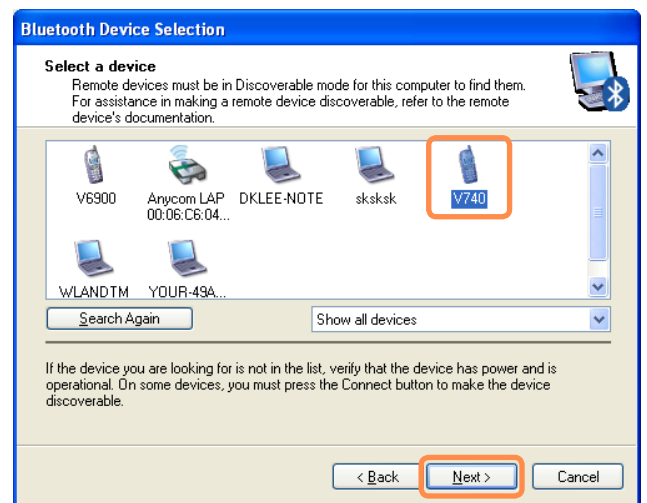 Bluetooth Device Selection
Select a device
Remote devices must be in Discoverable mode for this computer to find them.
For assistance in making a remote device discoverable, refer to the remote
device's documentation.
V6900
Anycom LAP
00:06:C6:04...
DKLEE-NOTE
sksksk
V740
WLANDTM
YOUR-49A...
Search Again
Show all devices
If the device you are looking for is not in the list, verify that the device has power and is
operational. On some devices, you must press the Connect button to make the device
discoverable.
< Back
Next >
Cancel